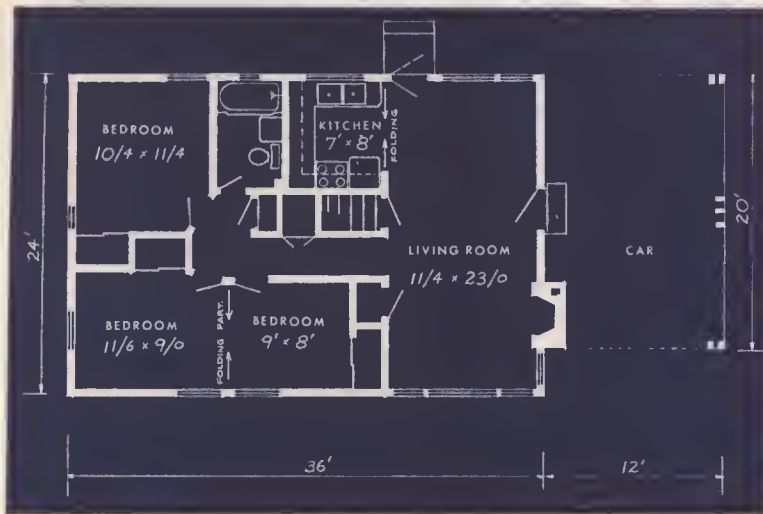 BEDROOM
10/4 × 11/4
KITCHEN
7' × 8'
FOLDING
24'
LIVING ROOM
11/4 × 23/0
CAR
20'
BEDROOM
11/6 × 9/0
FOLDING PART.
BEDROOM
9' × 8'
36'
12'